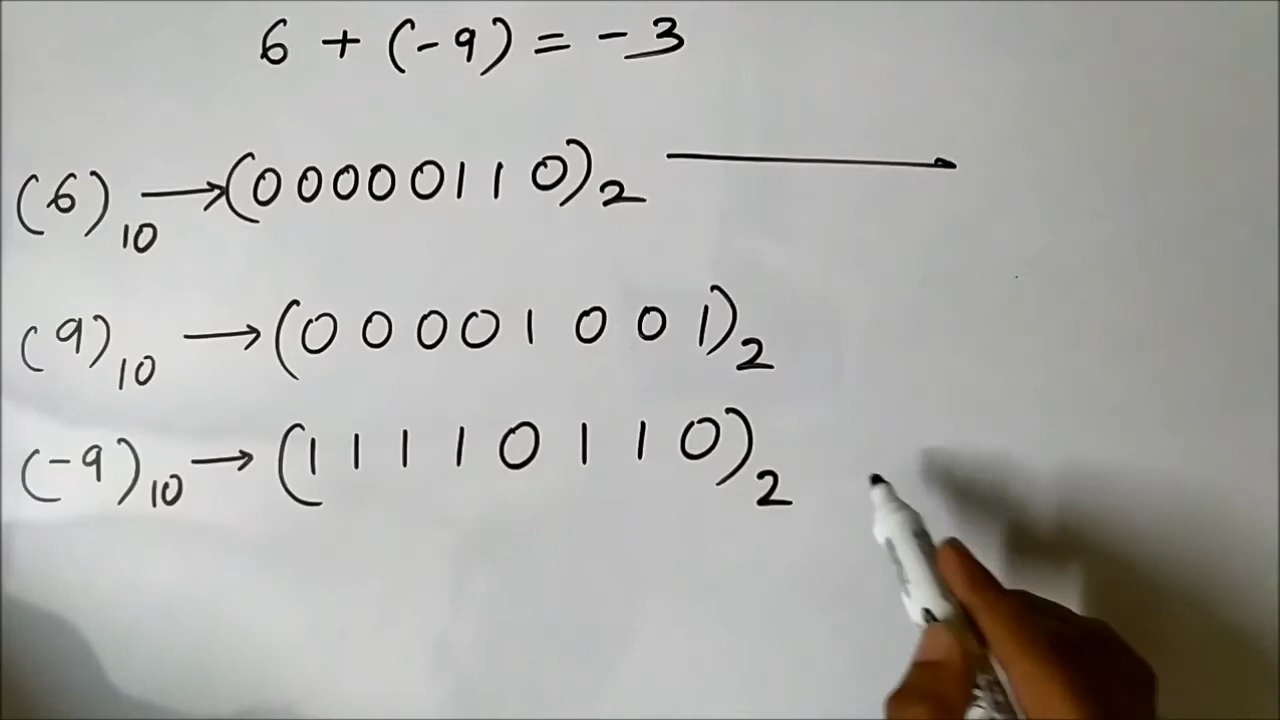 6 + (-9) = -3
(6)10 → (00000110)2 →
(9)10 → (00001001)2
(-9)10 → (11110110)2